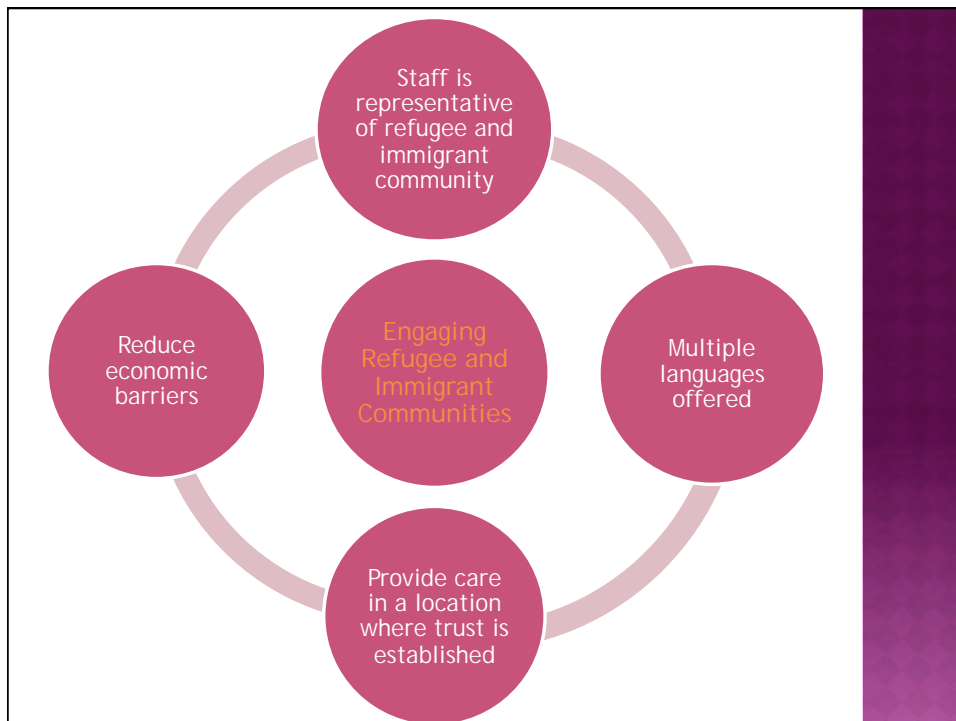 Staff is
representative
of refugee and
immigrant
community
Reduce
economic
barriers
Engaging
Refugee and
Immigrant
Communities
Multiple
languages
offered
Provide care
in a location
where trust is
established